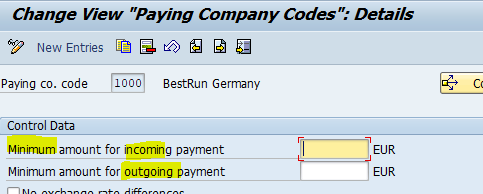 Change View "Paying Company Codes": Details
New Entries
Paying co. code 1000 BestRun Germany Co
Control Data
Minimum amount for incoming payment EUR
Minimum amount for outgoing payment EUR
No exchange rate differences